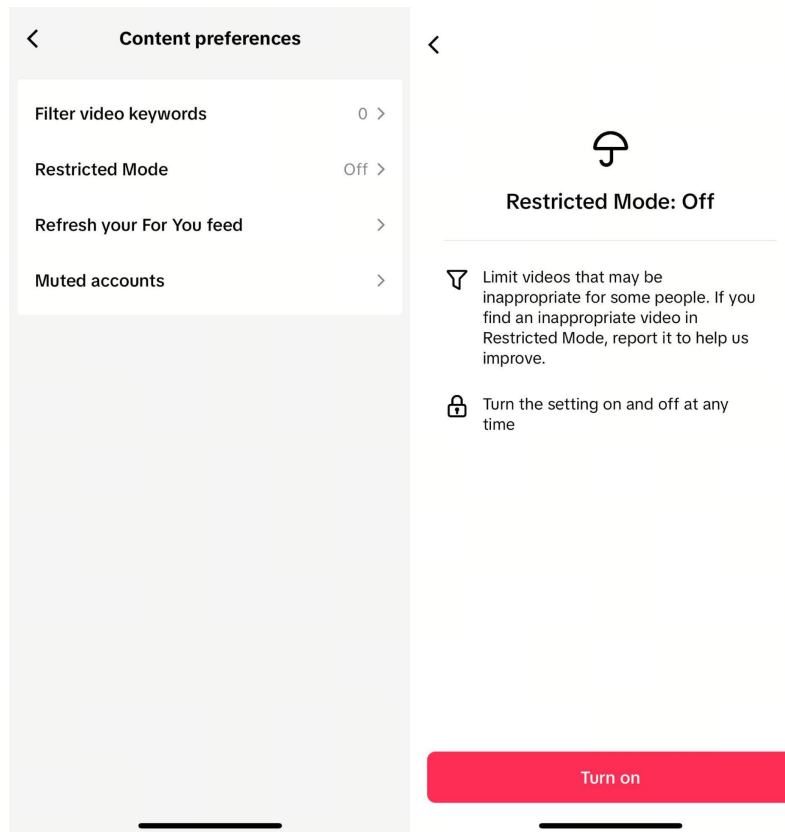 Content preferences
Filter video keywords 0
Restricted Mode Off
Refresh your For You feed
Muted accounts
Restricted Mode: Off
Limit videos that may be
inappropriate for some people. If you
find an inappropriate video in
Restricted Mode, report it to help us
improve.
Turn the setting on and off at any
time
Turn on